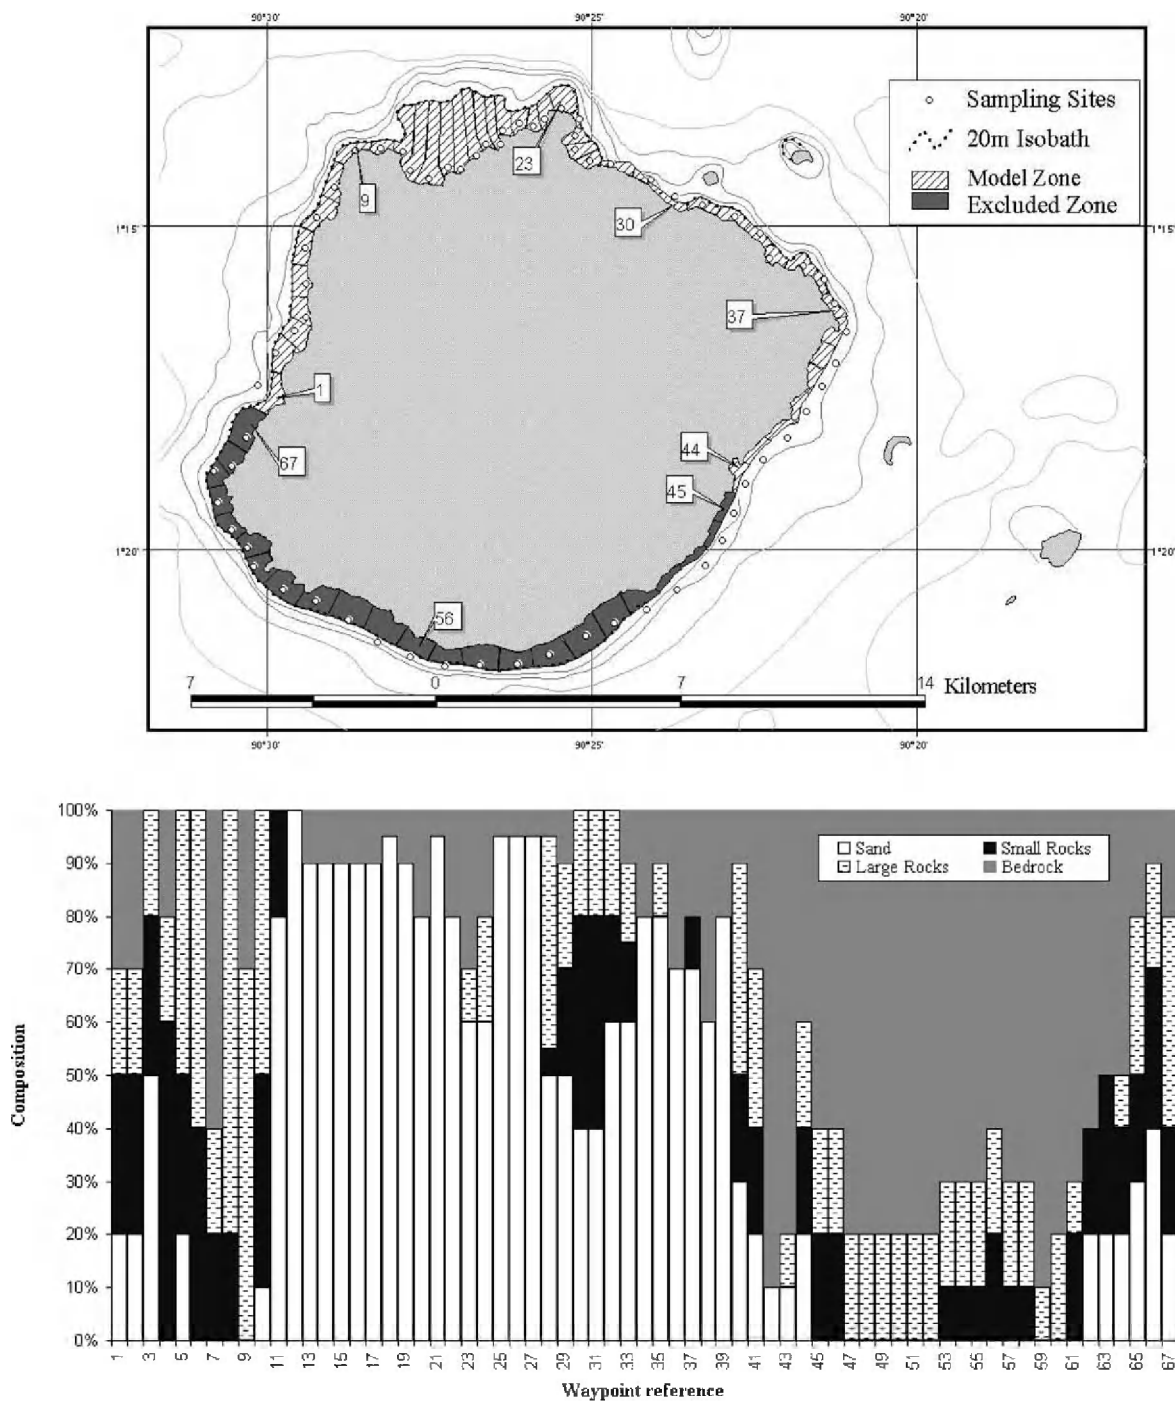 90°30' 90°25' 90°20'
Sampling Sites
20m Isobath
Model Zone
Excluded Zone
23
9
30
1°15' 1°15'
37
1
44
67
45
1°20' 1°20'
56
7 0 7 14 Kilometers
90°30' 90°25' 90°20'
100%
90%
80%
70%
60%
50%
40%
30%
20%
10%
0%
Composition
Sand Small Rocks
Large Rocks Bedrock
1 3 5 7 9 11 13 15 17 19 21 23 25 27 29 31 33 35 37 39 41 43 45 47 49 51 53 55 57 59 61 63 65 67
Waypoint reference